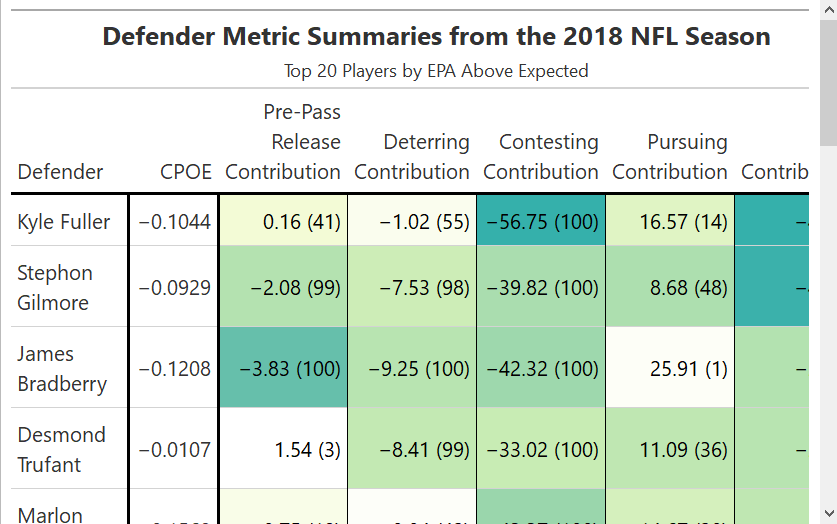 Defender Metric Summaries from the 2018 NFL Season
Top 20 Players by EPA Above Expected
Pre-Pass
Release Deterring Contesting Pursuing
Defender CPOE Contribution Contribution Contribution Contribution Contrib
Kyle Fuller −0.1044 0.16 (41) −1.02 (55) −56.75 (100) 16.57 (14) −
Stephon
Gilmore −0.0929 −2.08 (99) −7.53 (98) −39.82 (100) 8.68 (48) −
James
Bradberry −0.1208 −3.83 (100) −9.25 (100) −42.32 (100) 25.91 (1) −
Desmond
Trufant −0.0107 1.54 (3) −8.41 (99) −33.02 (100) 11.09 (36) −
Marlon